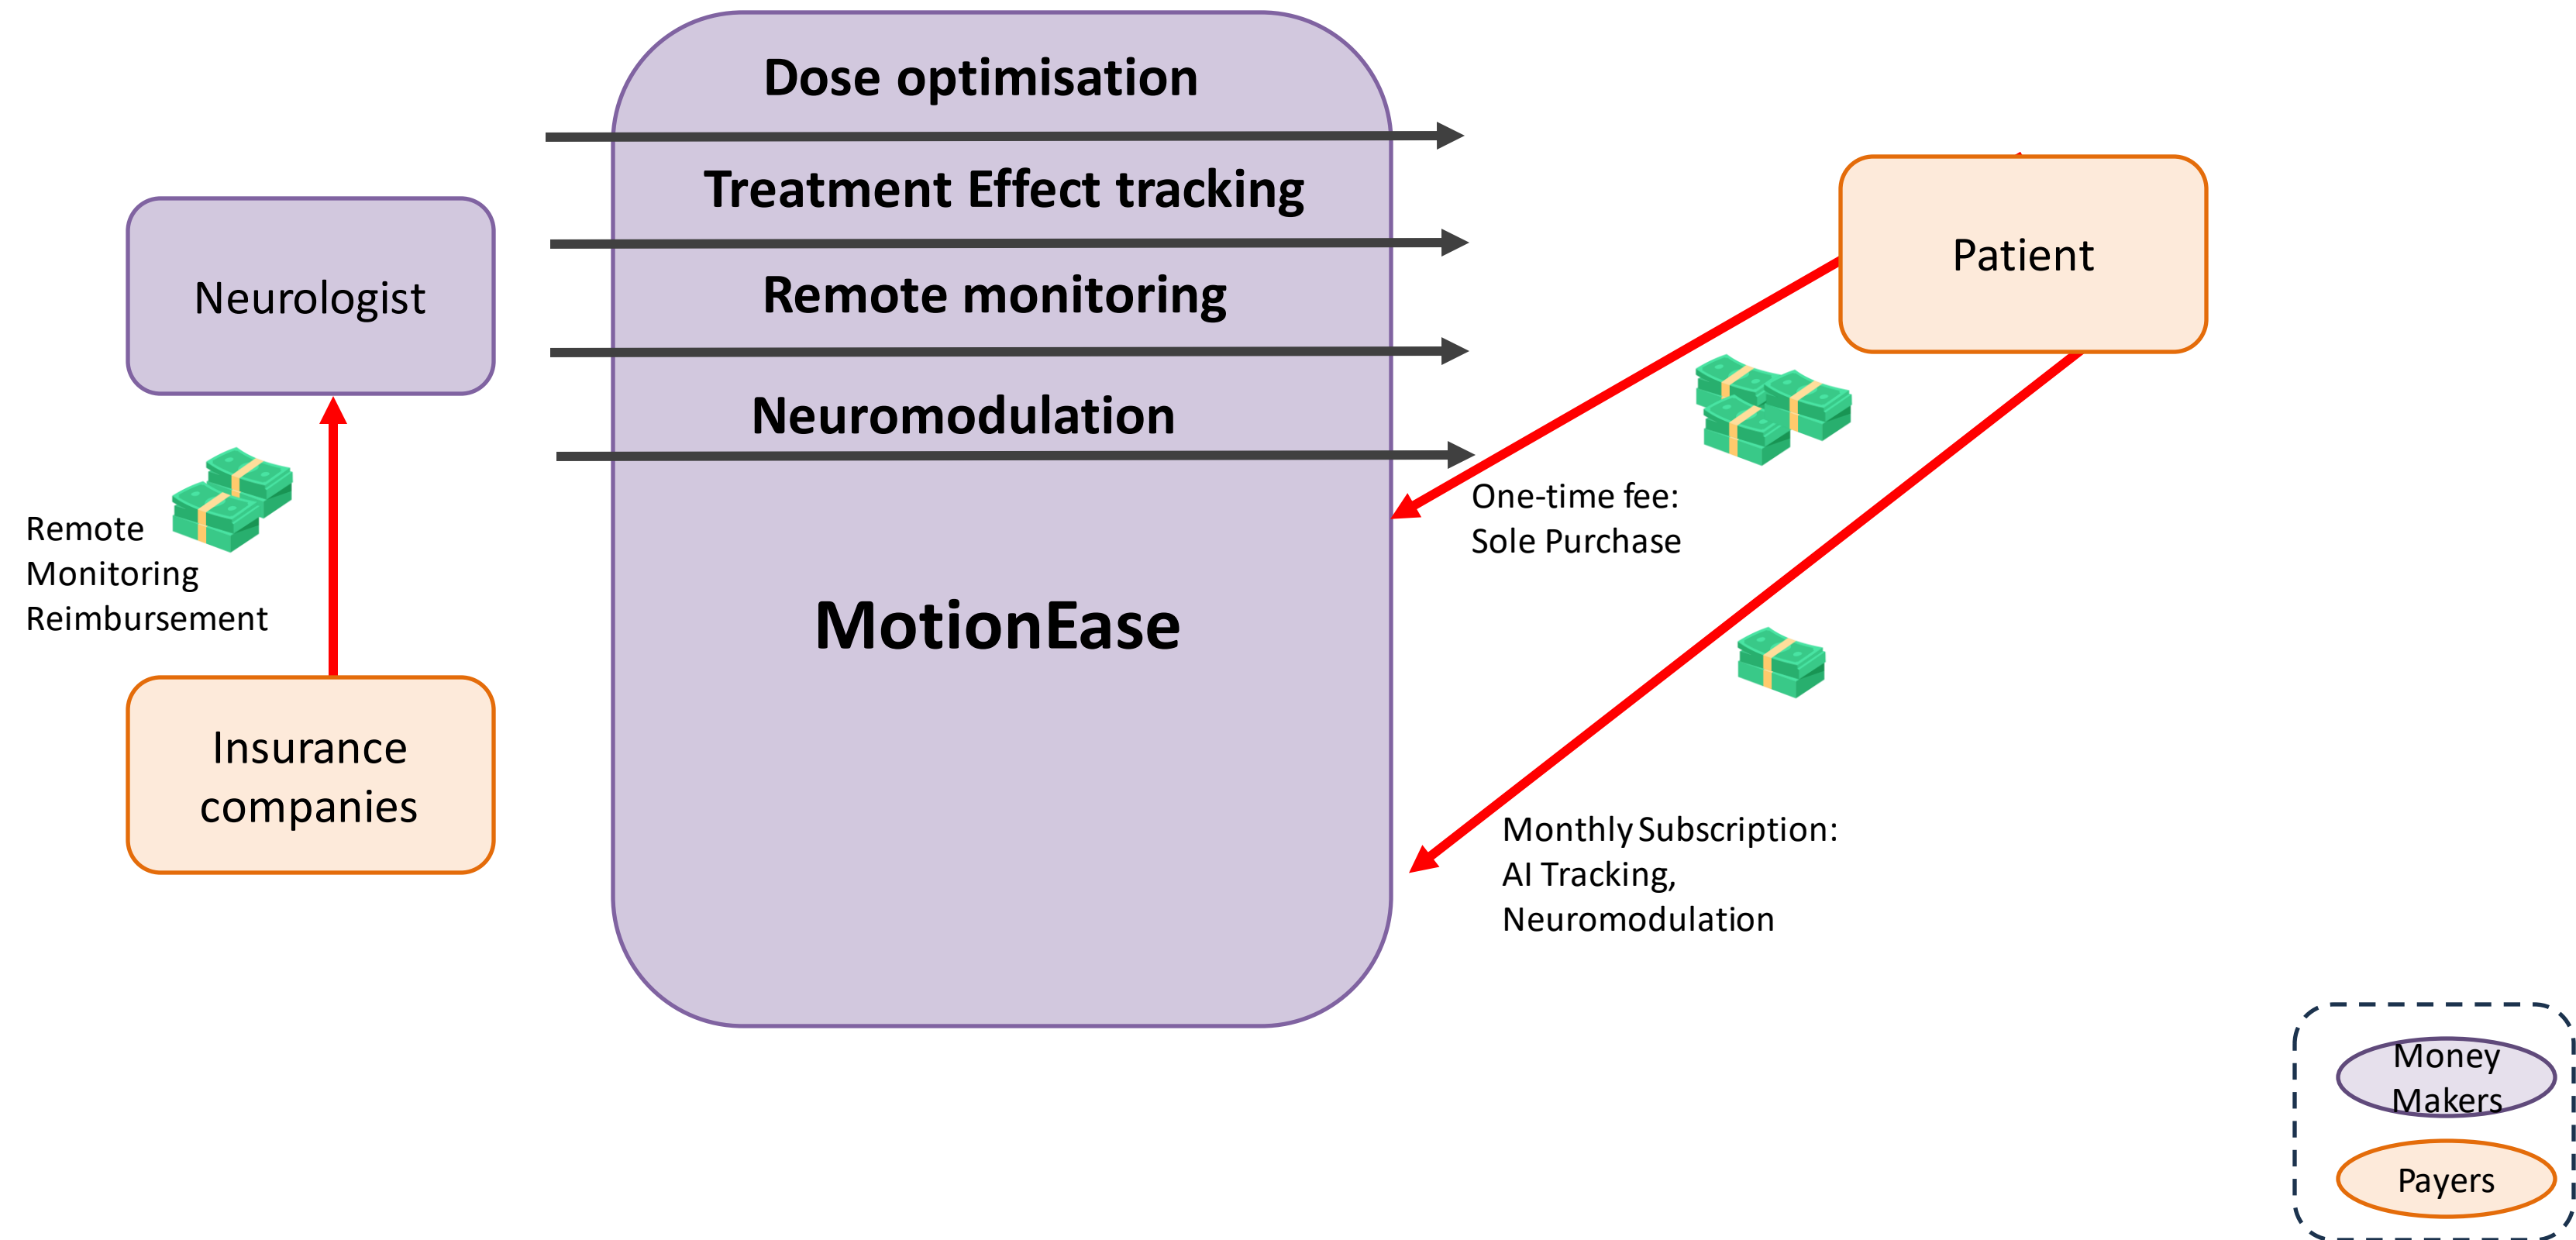 Dose optimisation
Treatment Effect tracking
Remote monitoring
Neuromodulation
MotionEase
Neurologist
Remote
Monitoring
Reimbursement
Insurance
companies
Patient
One-time fee:
Sole Purchase
Monthly Subscription:
AI Tracking,
Neuromodulation
Money
Makers
Payers